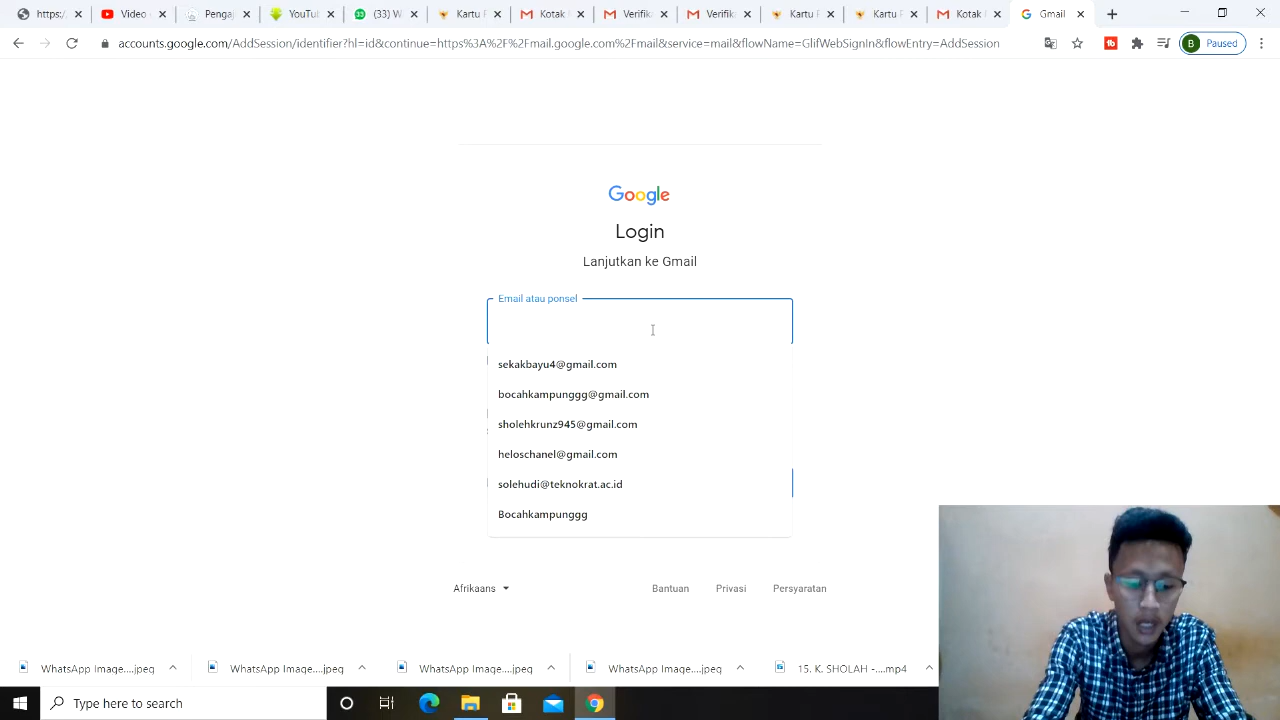 https:/
Video
Penga
YouTu
(33) W
Kartu F
Kotak
Verifik
Verifik
Kartu F
Kartu F
Kotak
Gmail
accounts.google.com/AddSession/identifier?hl=id&continue=https%3A%2F%2Fmail.google.com%2Fmail&service=mail&flowName=GlifWebSignIn&flowEntry=AddSession
B Paused
Google
Login
Lanjutkan ke Gmail
Email atau ponsel
sekakbayu4@gmail.com
bocahkampunggg@gmail.com
sholehkrunz945@gmail.com
heloschanel@gmail.com
solehudi@teknokrat.ac.id
Bocahkampunggg
Afrikaans
Bantuan Privasi Persyaratan
WhatsApp Image....jpeg
WhatsApp Image....jpeg
WhatsApp Image....jpeg
WhatsApp Image....jpeg
15. K. SHOLAH -....mp4
Type here to search